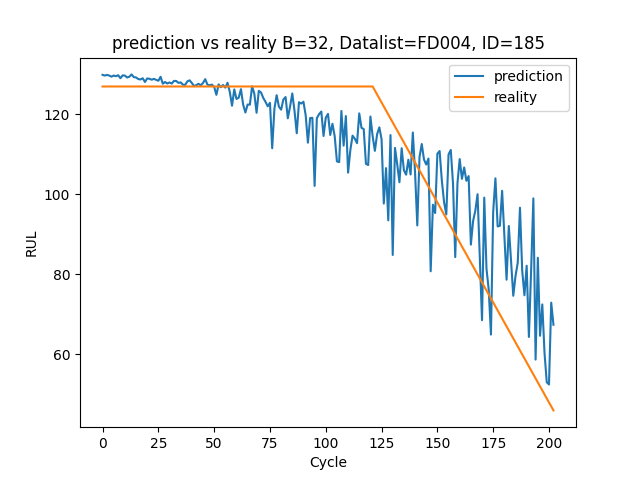 prediction vs reality B=32, Datalist=FD004, ID=185
prediction
reality
120
100
80
60
RUL
0 25 50 75 100 125 150 175 200
Cycle